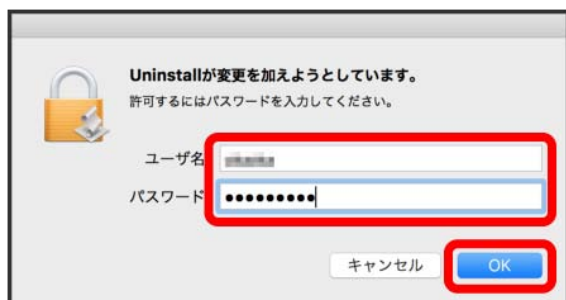 Uninstallが変更を加えようとしています。
許可するにはパスワードを入力してください。
ユーザ名
パスワード ●●●●●●●●●
キャンセル OK